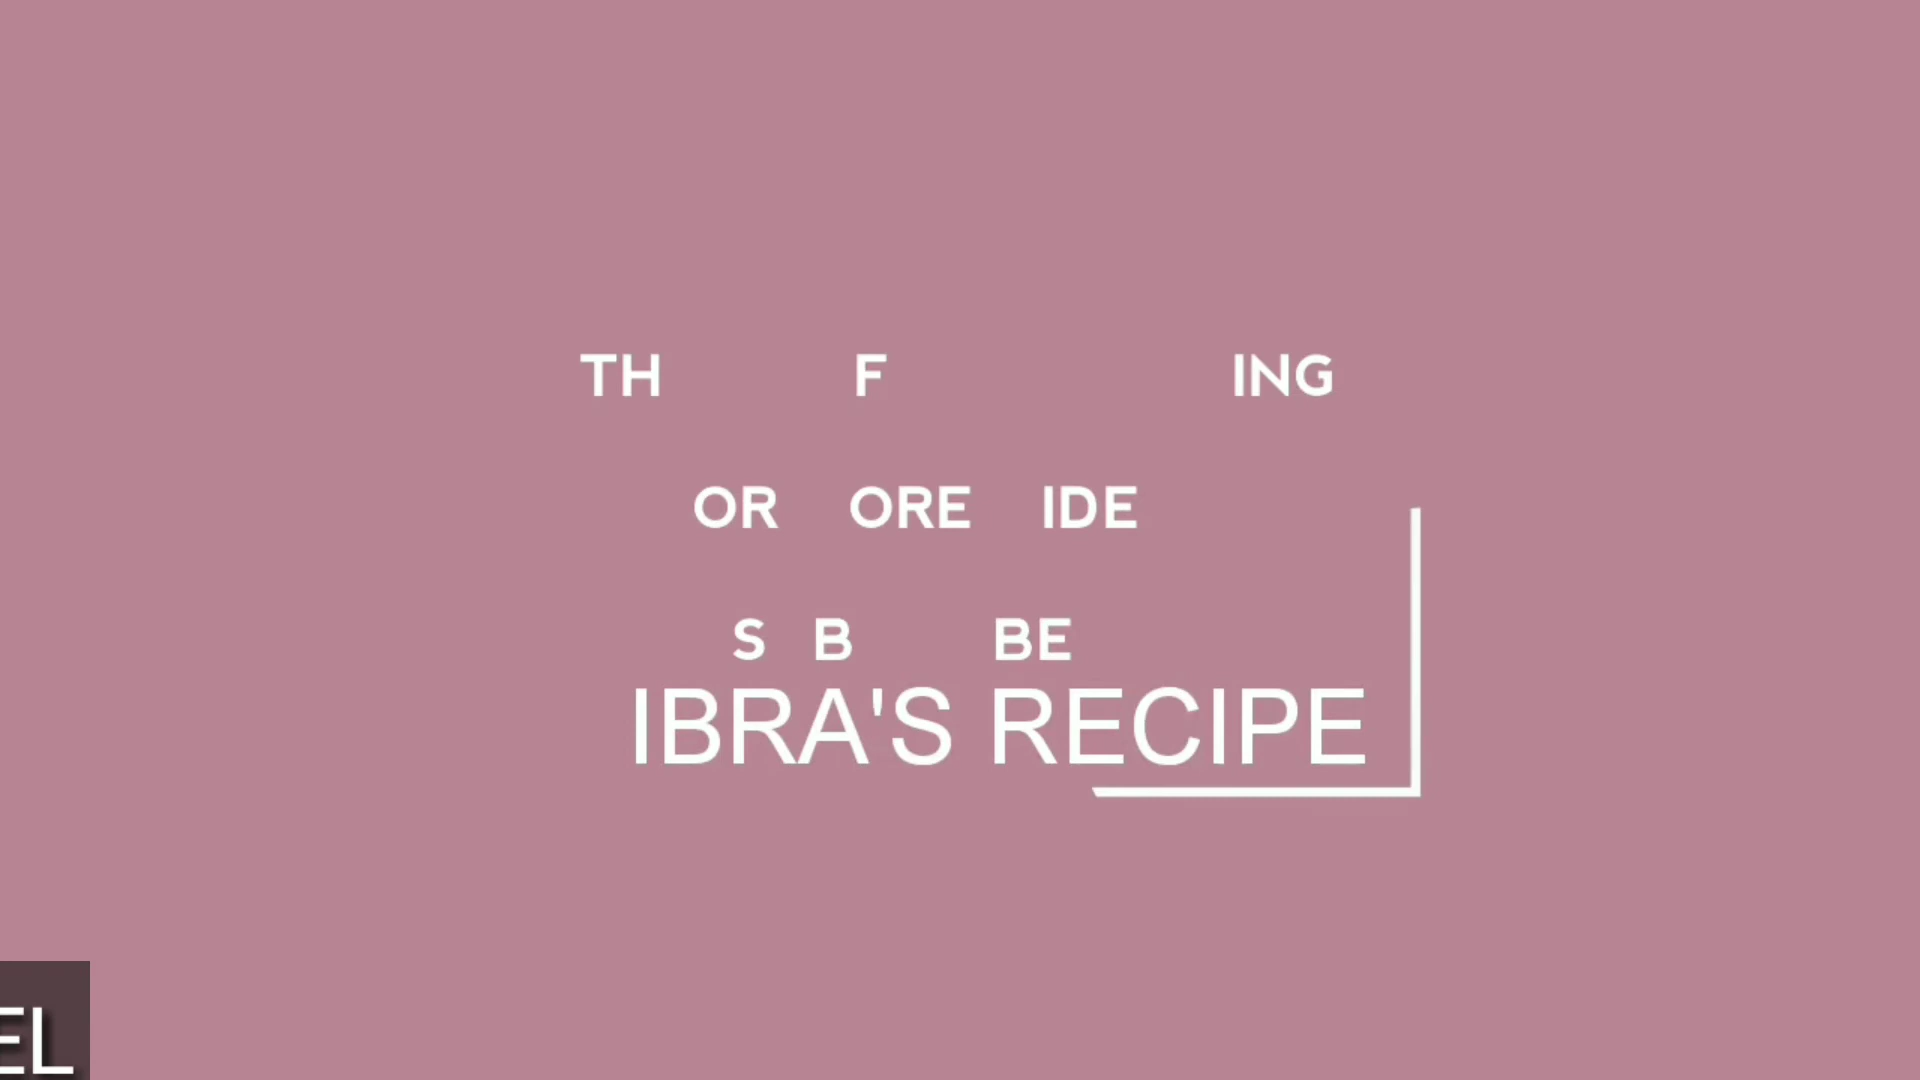 TH F ING
OR ORE IDE
S B BE
IBRA'S RECIPE
EL